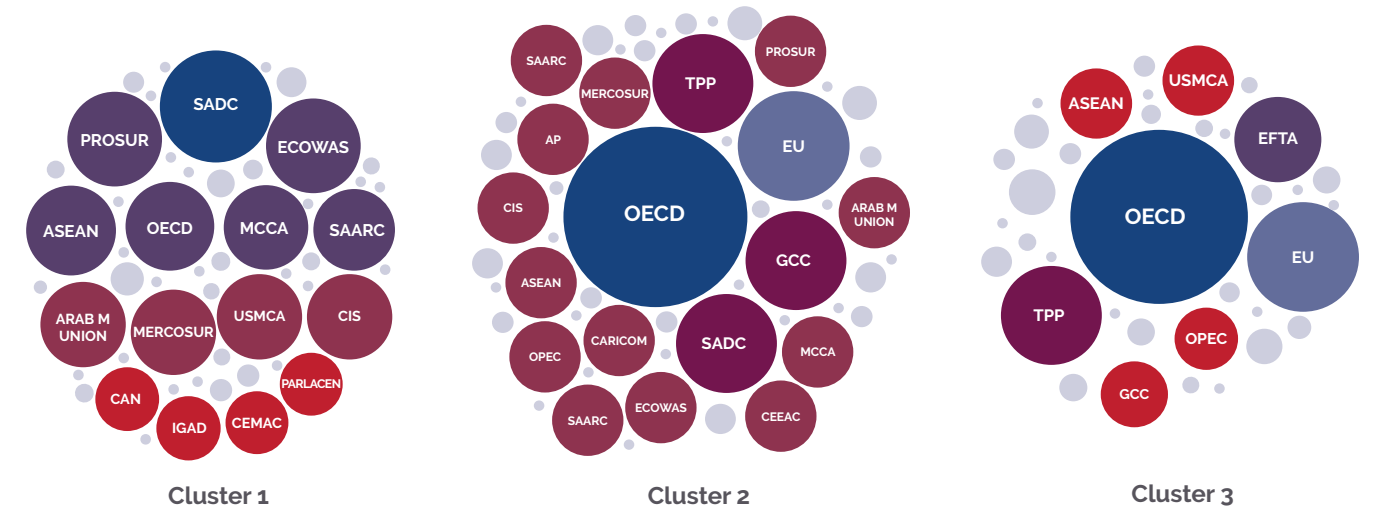 SADC
PROSUR
ECOWAS
ASEAN
OECD
MCCA
SAARC
ARAB M
UNION
MERCOSUR
USMCA
CIS
CAN
IGAD
CEMAC
PARLACEN
Cluster 1
SAARC
MERCOSUR
TPP
PROSUR
AP
EU
CIS
OECD
ARAB M
UNION
ASEAN
GCC
OPEC
CARICOM
SADC
MCCA
SAARC
ECOWAS
CEEAC
Cluster 2
ASEAN
USMCA
EFTA
OECD
EU
TPP
OPEC
GCC
Cluster 3